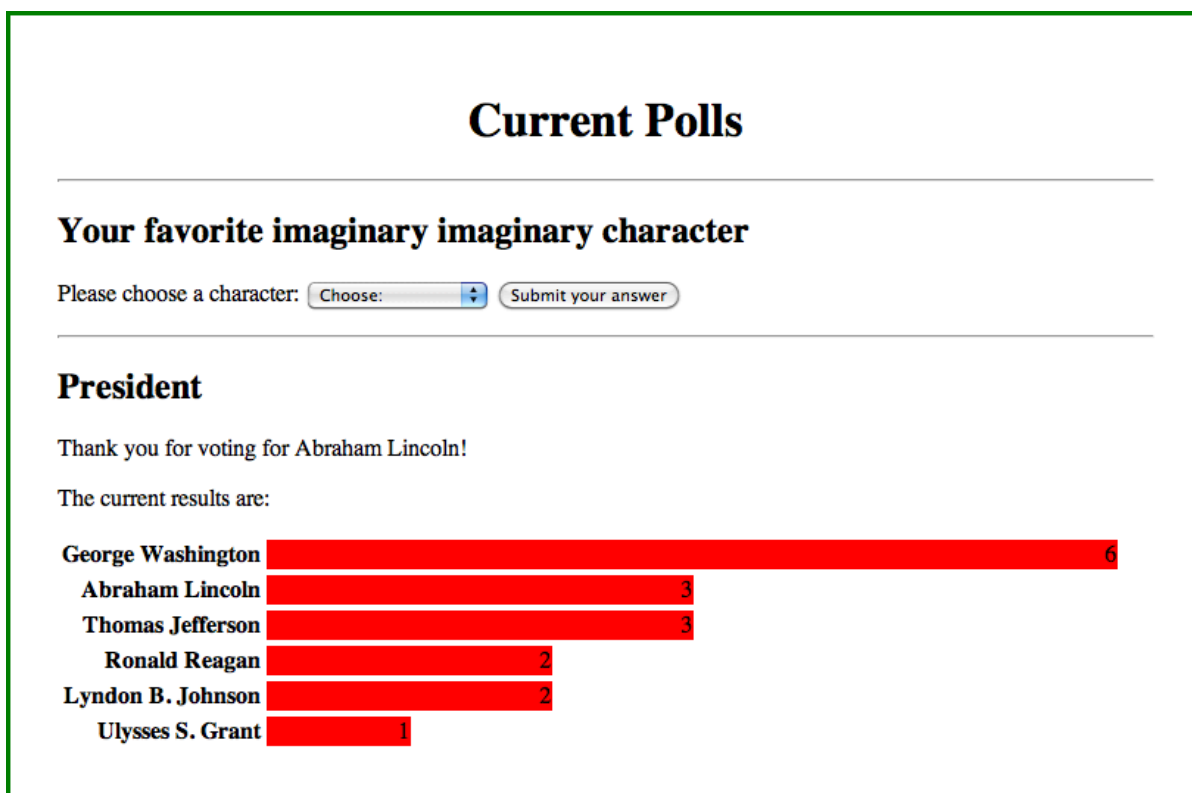 Current Polls
Your favorite imaginary imaginary character
Please choose a character: Choose: Submit your answer
President
Thank you for voting for Abraham Lincoln!
The current results are:
George Washington 6
Abraham Lincoln 3
Thomas Jefferson 3
Ronald Reagan 2
Lyndon B. Johnson 2
Ulysses S. Grant 1